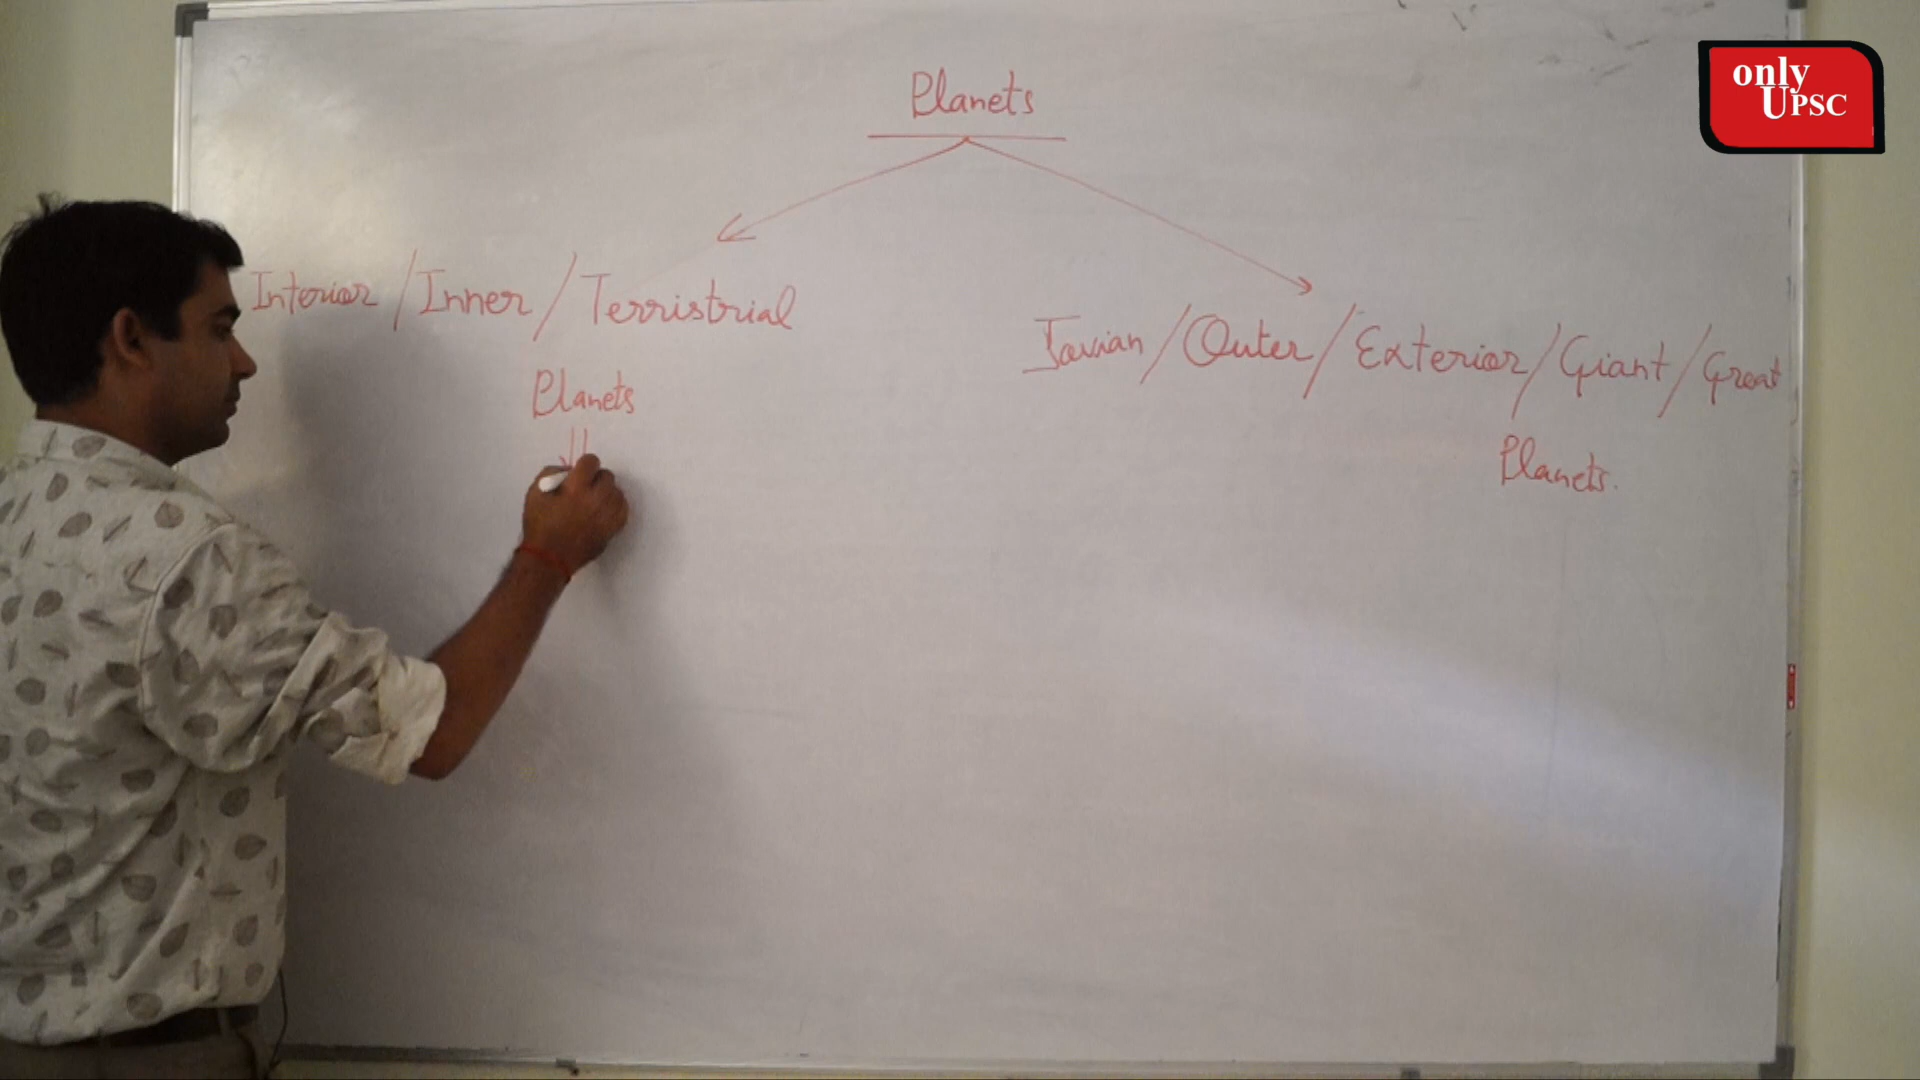 only
UPSC
Planets
Interior / Inner / Terristrial
Planets
Jovian / Outer / Exterior / Giant / Great
Planets.